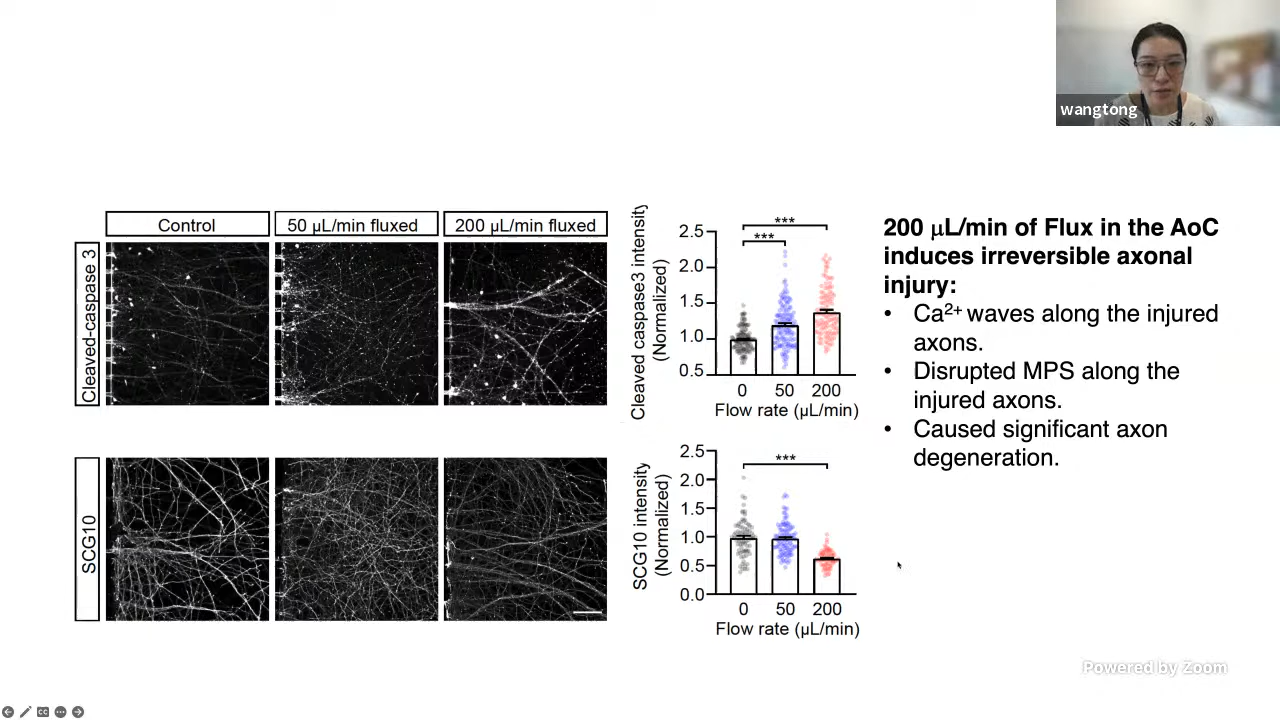 wangtong
Control
50 µL/min fluxed
200 µL/min fluxed
Cleaved-caspase 3
Cleaved caspase3 intensity
(Normalized)
2.5
2.0
1.5
1.0
0.5
***
***
0
50
200
Flow rate (µL/min)
200 µL/min of Flux in the AoC
induces irreversible axonal
injury:
• Ca²⁺ waves along the injured
axons.
• Disrupted MPS along the
injured axons.
• Caused significant axon
degeneration.
SCG10
SCG10 intensity
(Normalized)
2.5
2.0
1.5
1.0
0.5
0.0
***
0
50
200
Flow rate (µL/min)
Powered by Zoom
CC